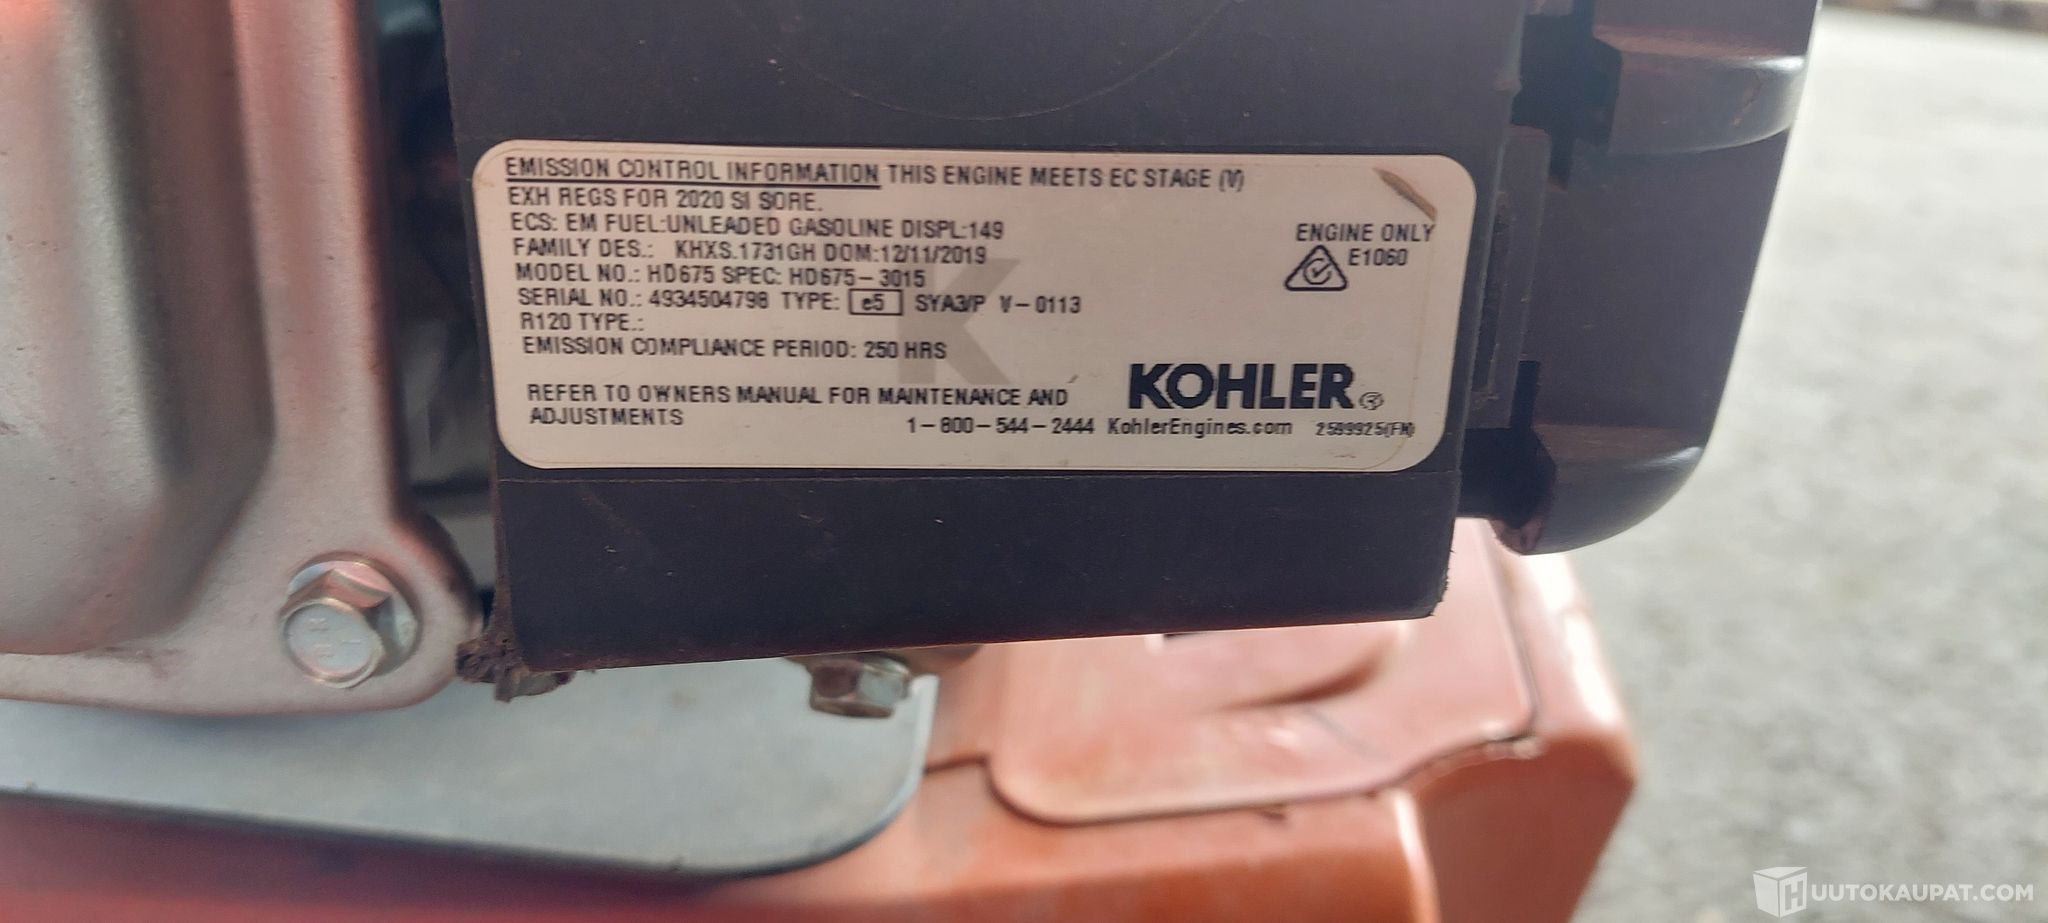 EMISSION CONTROL INFORMATION THIS ENGINE MEETS EC STAGE (V)
EXH REGS FOR 2020 SI SORE.
ECS: EM FUEL:UNLEADED GASOLINE DISPL:149
FAMILY DES.: KHXS.1731GH DOM:12/11/2019
MODEL NO.: HD675 SPEC: HD675-3015
SERIAL NO.: 4934504798 TYPE: e5 SYA3/P V-0113
R120 TYPE.:
EMISSION COMPLIANCE PERIOD: 250 HRS
REFER TO OWNERS MANUAL FOR MAINTENANCE AND
ADJUSTMENTS
1-800-544-2444 KohlerEngines.com 2599925(FN)
ENGINE ONLY
E1060
KOHLER®
HUUTOKAUPAT.COM